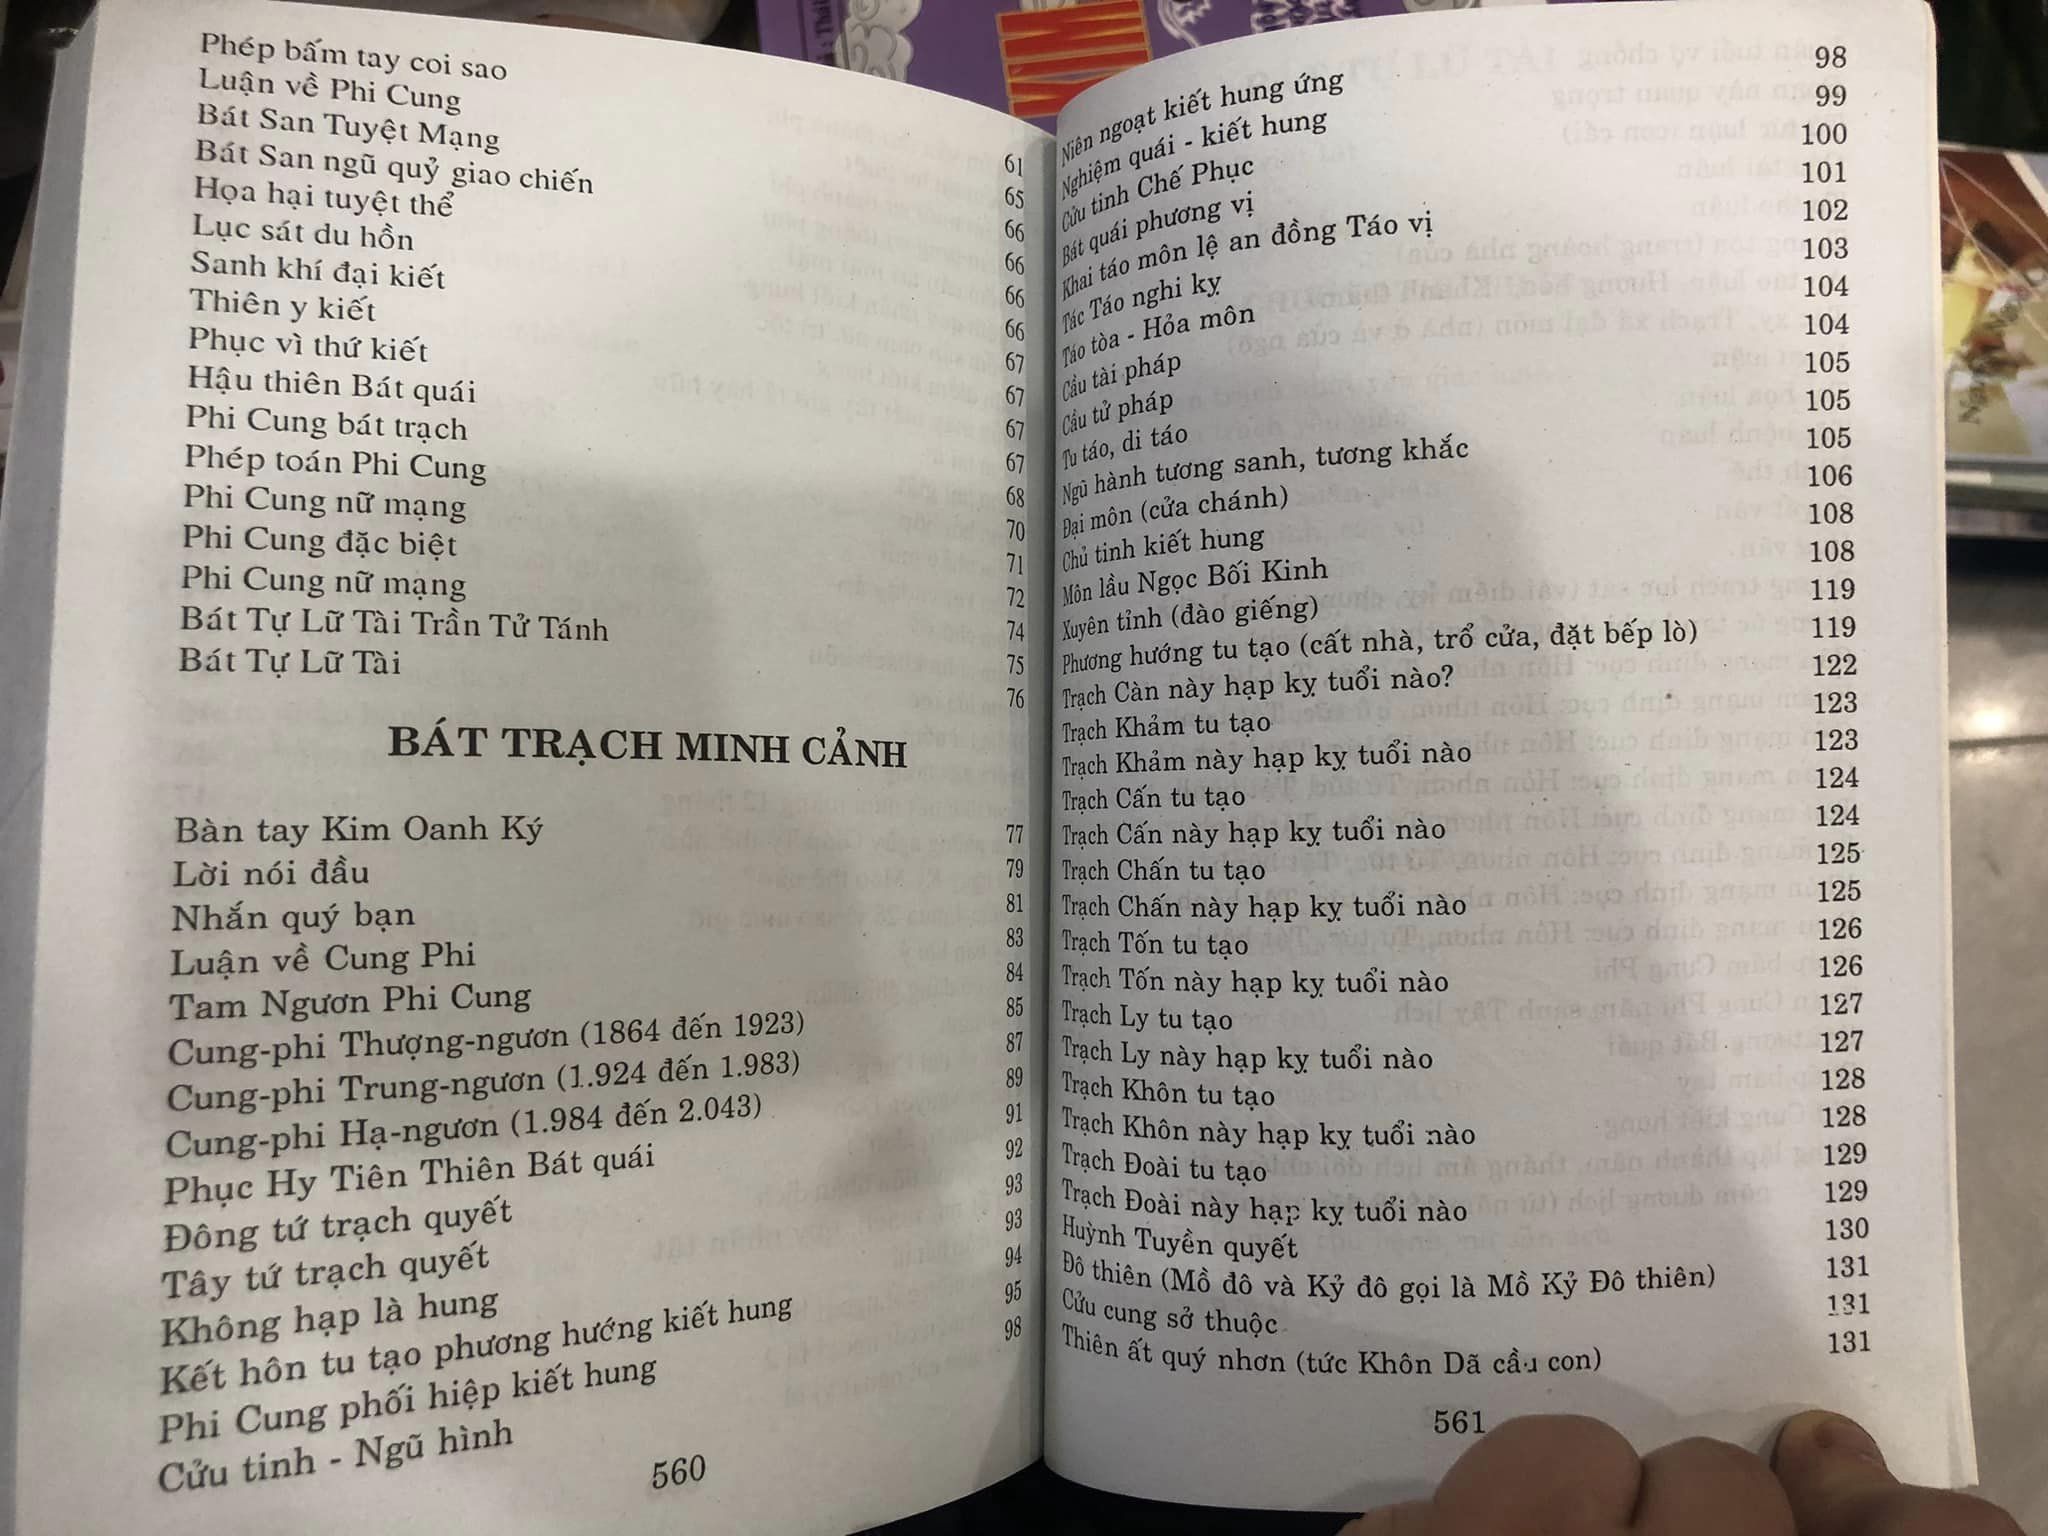 Phép bấm tay coi sao 61
Luận về Phi Cung 65
Bát San Tuyệt Mạng 66
Bát San ngũ quỷ giao chiến 66
Họa hại tuyệt thể 66
Lục sát du hồn 66
Sanh khí đại kiết 67
Thiên y kiết 67
Phục vì thứ kiết 67
Hậu thiên Bát quái 67
Phi Cung bát trạch 68
Phép toán Phi Cung 70
Phi Cung nữ mạng 71
Phi Cung đặc biệt 72
Phi Cung nữ mạng 74
Bát Tự Lữ Tài Trần Tử Tánh 75
Bát Tự Lữ Tài 76
BÁT TRẠCH MINH CẢNH
Bàn tay Kim Oanh Ký 77
Lời nói đầu 79
Nhắn quý bạn 81
Luận về Cung Phi 83
Tam Ngươn Phi Cung 84
Cung-phi Thượng-ngươn (1864 đến 1923) 85
Cung-phi Trung-ngươn (1.924 đến 1.983) 87
Cung-phi Hạ-ngươn (1.984 đến 2.043) 89
Phục Hy Tiên Thiên Bát quái 91
Đông tứ trạch quyết 92
Tây tứ trạch quyết 93
Không hạp là hung 93
Kết hôn tu tạo phương hướng kiết hung 94
Phi Cung phối hiệp kiết hung 95
Cửu tinh - Ngũ hình 98
560
Niên ngoạt kiết hung ứng 98
Nghiệm quái - kiết hung 99
Cửu tinh Chế Phục 100
Bát quái phương vị 101
Khai táo môn lệ an đồng Táo vị 102
Tác Táo nghi kỵ 103
Táo tòa - Hỏa môn 104
Cầu tài pháp 104
Cầu tử pháp 105
Tu táo, di táo 105
Ngũ hành tương sanh, tương khắc 105
Đại môn (cửa chánh) 106
Chủ tinh kiết hung 108
Môn lầu Ngọc Bối Kinh 108
Xuyên tỉnh (đào giếng) 119
Phương hướng tu tạo (cất nhà, trổ cửa, đặt bếp lò) 119
Trạch Càn này hạp kỵ tuổi nào? 122
Trạch Khảm tu tạo 123
Trạch Khảm này hạp kỵ tuổi nào 123
Trạch Cấn tu tạo 124
Trạch Cấn này hạp kỵ tuổi nào 124
Trạch Chấn tu tạo 125
Trạch Chấn này hạp kỵ tuổi nào 125
Trạch Tốn tu tạo 126
Trạch Tốn này hạp kỵ tuổi nào 126
Trạch Ly tu tạo 127
Trạch Ly này hạp kỵ tuổi nào 127
Trạch Khôn tu tạo 128
Trạch Khôn này hạp kỵ tuổi nào 128
Trạch Đoài tu tạo 129
Trạch Đoài này hạp kỵ tuổi nào 129
Huỳnh Tuyền quyết 130
Đô thiên (Mồ đô và Kỷ đô gọi là Mồ Kỷ Đô thiên) 131
Cửu cung sở thuộc 131
Thiên ất quý nhơn (tức Khôn Dã cầu con) 131
561